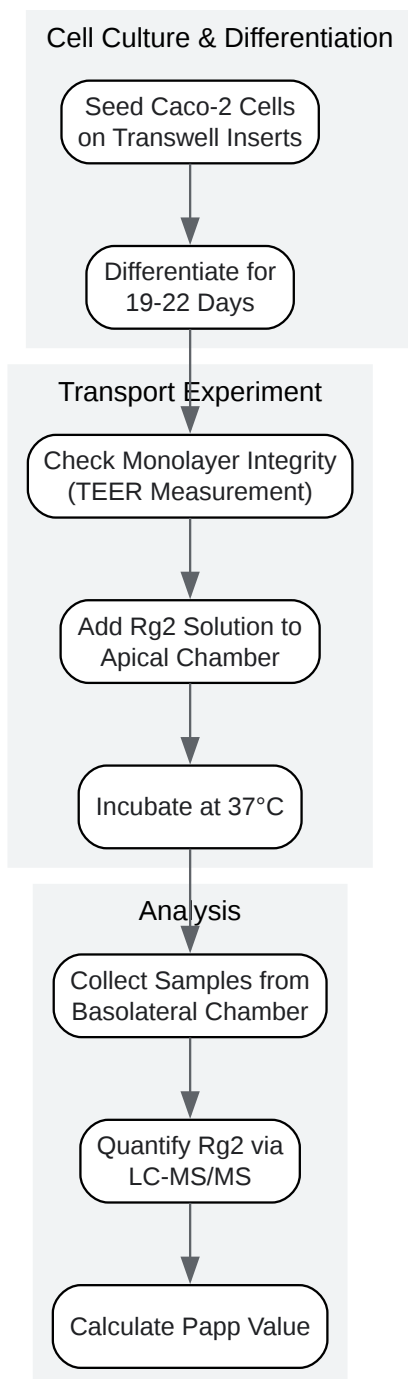 Cell Culture & Differentiation
Seed Caco-2 Cells
on Transwell Inserts
Differentiate for
19-22 Days
Transport Experiment
Check Monolayer Integrity
(TEER Measurement)
Add Rg2 Solution to
Apical Chamber
Incubate at 37°C
Analysis
Collect Samples from
Basolateral Chamber
Quantify Rg2 via
LC-MS/MS
Calculate Papp Value